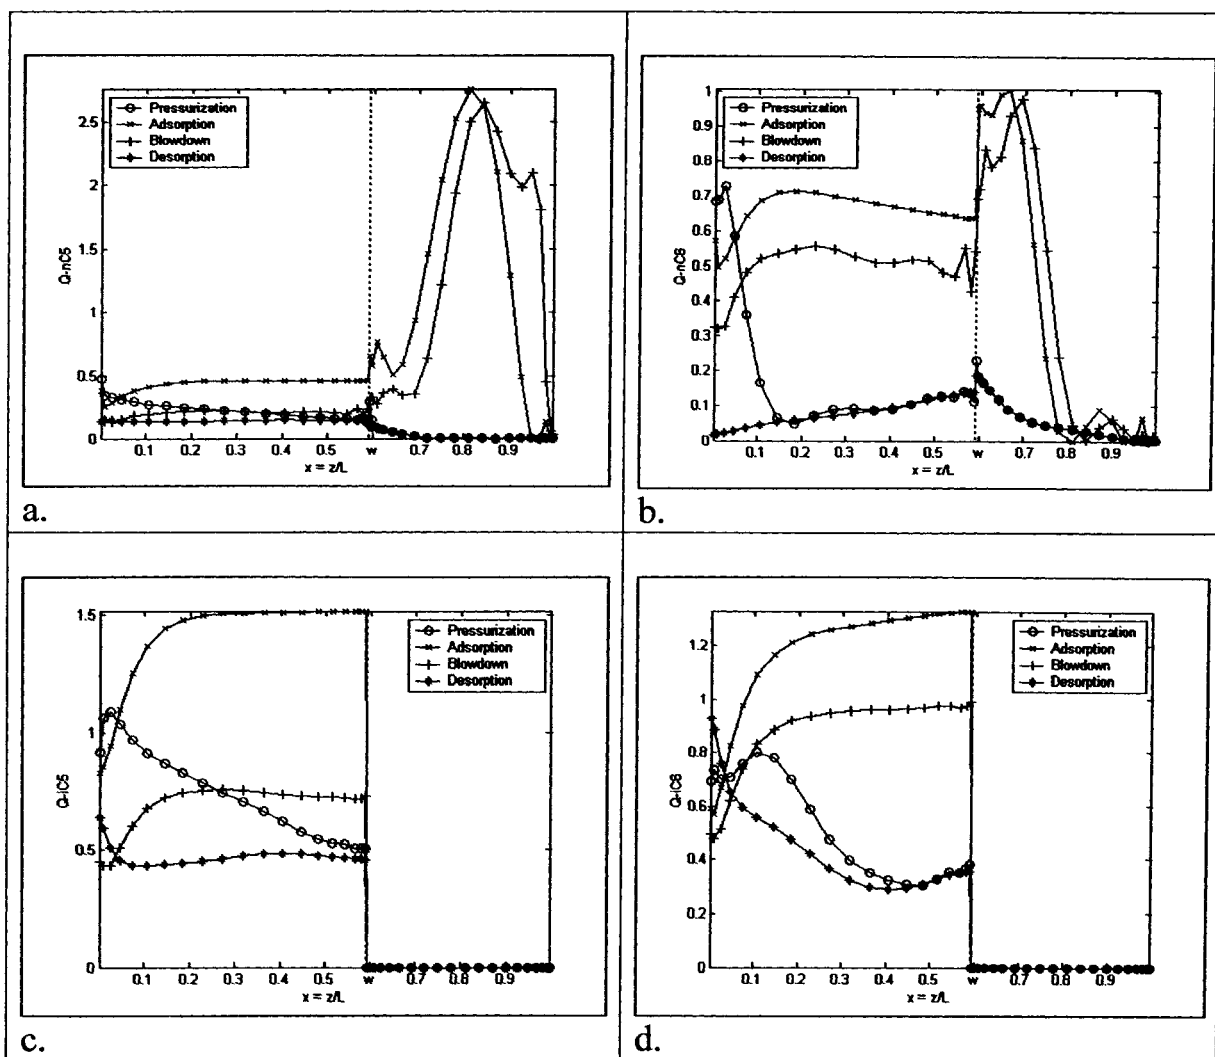 Pressurization
Adsorption
Blowdown
Desorption
2.5
2
1.5
1
0.5
0
Q-nC5
0.1 0.2 0.3 0.4 0.5 w 0.7 0.8 0.9
x = z/L
a.
Pressurization
Adsorption
Blowdown
Desorption
1
0.9
0.8
0.7
0.6
0.5
0.4
0.3
0.2
0.1
0
Q-nC6
0.1 0.2 0.3 0.4 0.5 w 0.7 0.8 0.9
x = z/L
b.
Pressurization
Adsorption
Blowdown
Desorption
1.5
1
0.5
0
Q-iC5
0.1 0.2 0.3 0.4 0.5 w 0.7 0.8 0.9
x = z/L
c.
Pressurization
Adsorption
Blowdown
Desorption
1.2
1
0.8
0.6
0.4
0.2
0
Q-iC6
0.1 0.2 0.3 0.4 0.5 w 0.7 0.8 0.9
x = z/L
d.